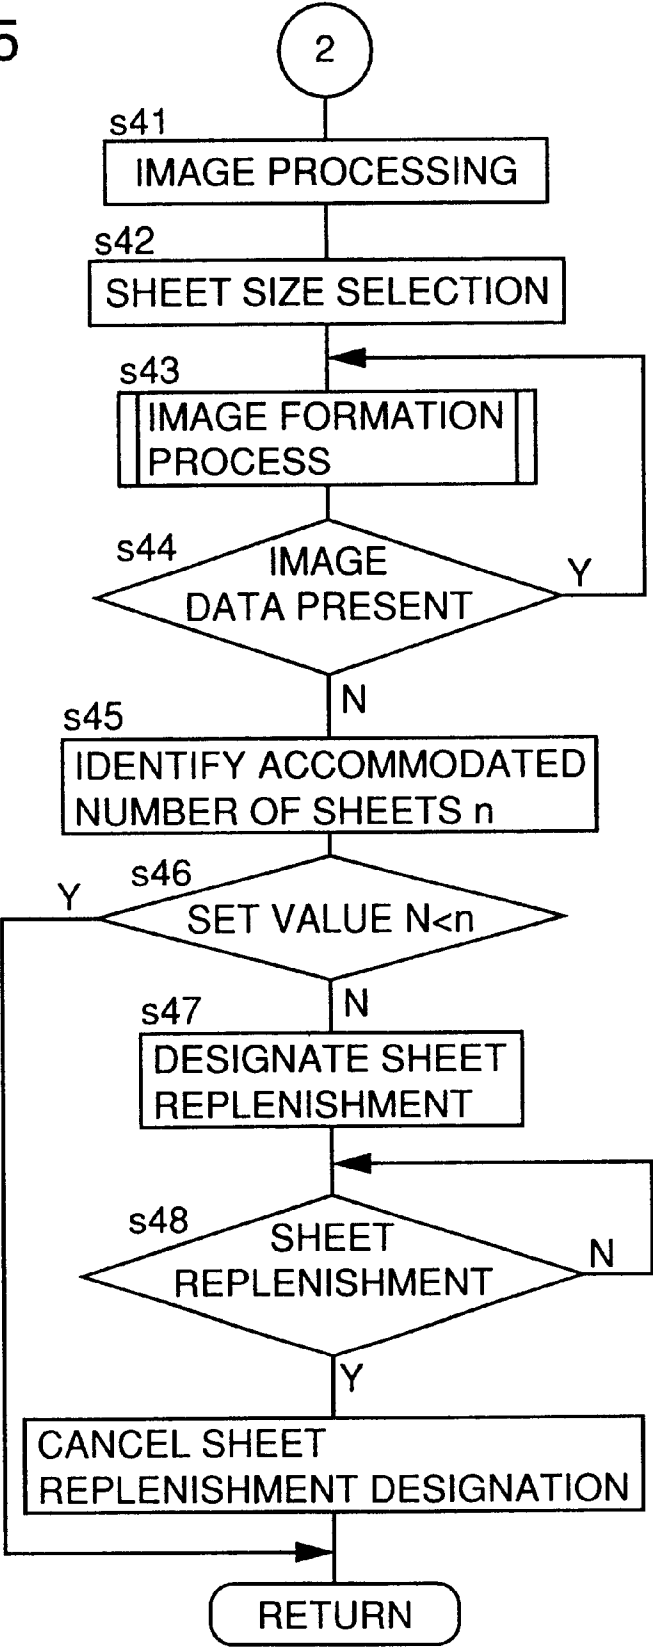 5
2
s41
IMAGE PROCESSING
s42
SHEET SIZE SELECTION
s43
IMAGE FORMATION
PROCESS
s44
IMAGE
DATA PRESENT
Y
N
s45
IDENTIFY ACCOMMODATED
NUMBER OF SHEETS n
s46
Y
SET VALUE N<n
N
s47
DESIGNATE SHEET
REPLENISHMENT
s48
SHEET
REPLENISHMENT
N
Y
CANCEL SHEET
REPLENISHMENT DESIGNATION
RETURN